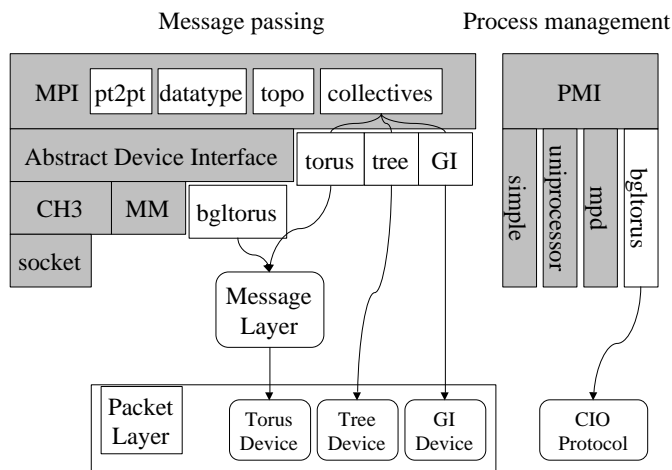 Message passing
Process management
MPI
pt2pt
datatype
topo
collectives
PMI
Abstract Device Interface
torus
tree
GI
simple
uniprocessor
mpd
bgltorus
CH3
MM
bgltorus
socket
Message
Layer
Packet
Layer
Torus
Device
Tree
Device
GI
Device
CIO
Protocol